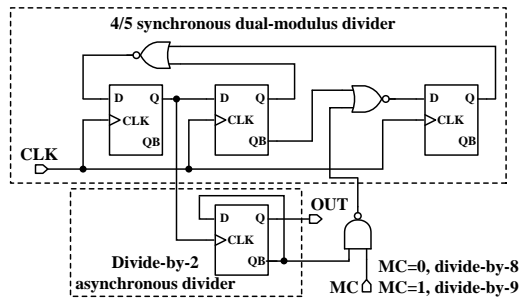 4/5 synchronous dual-modulus divider
D Q D Q D Q
CLK CLK CLK
QB QB QB
CLK
D Q OUT
CLK
QB
Divide-by-2
asynchronous divider
MC
MC=0, divide-by-8
MC=1, divide-by-9